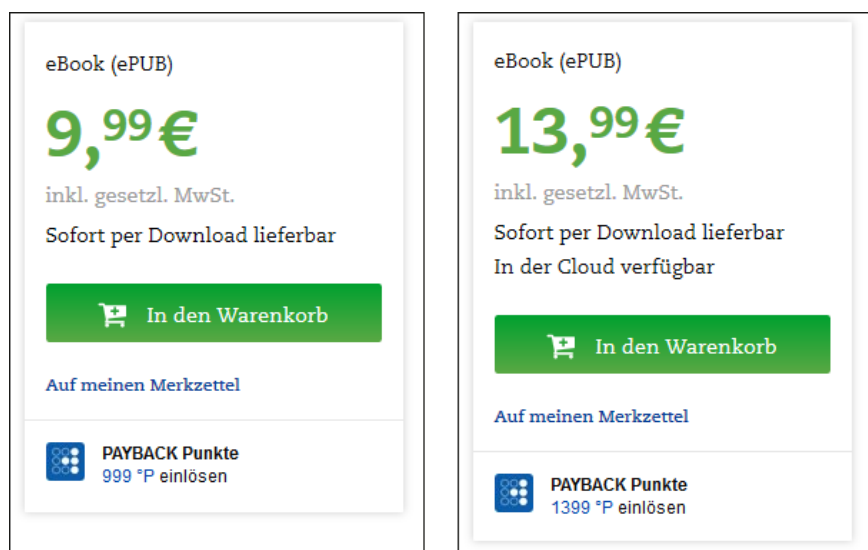 eBook (ePUB)
9,99 €
inkl. gesetzl. MwSt.
Sofort per Download lieferbar
In den Warenkorb
Auf meinen Merkzettel
PAYBACK Punkte
999 °P einlösen
eBook (ePUB)
13,99 €
inkl. gesetzl. MwSt.
Sofort per Download lieferbar
In der Cloud verfügbar
In den Warenkorb
Auf meinen Merkzettel
PAYBACK Punkte
1399 °P einlösen